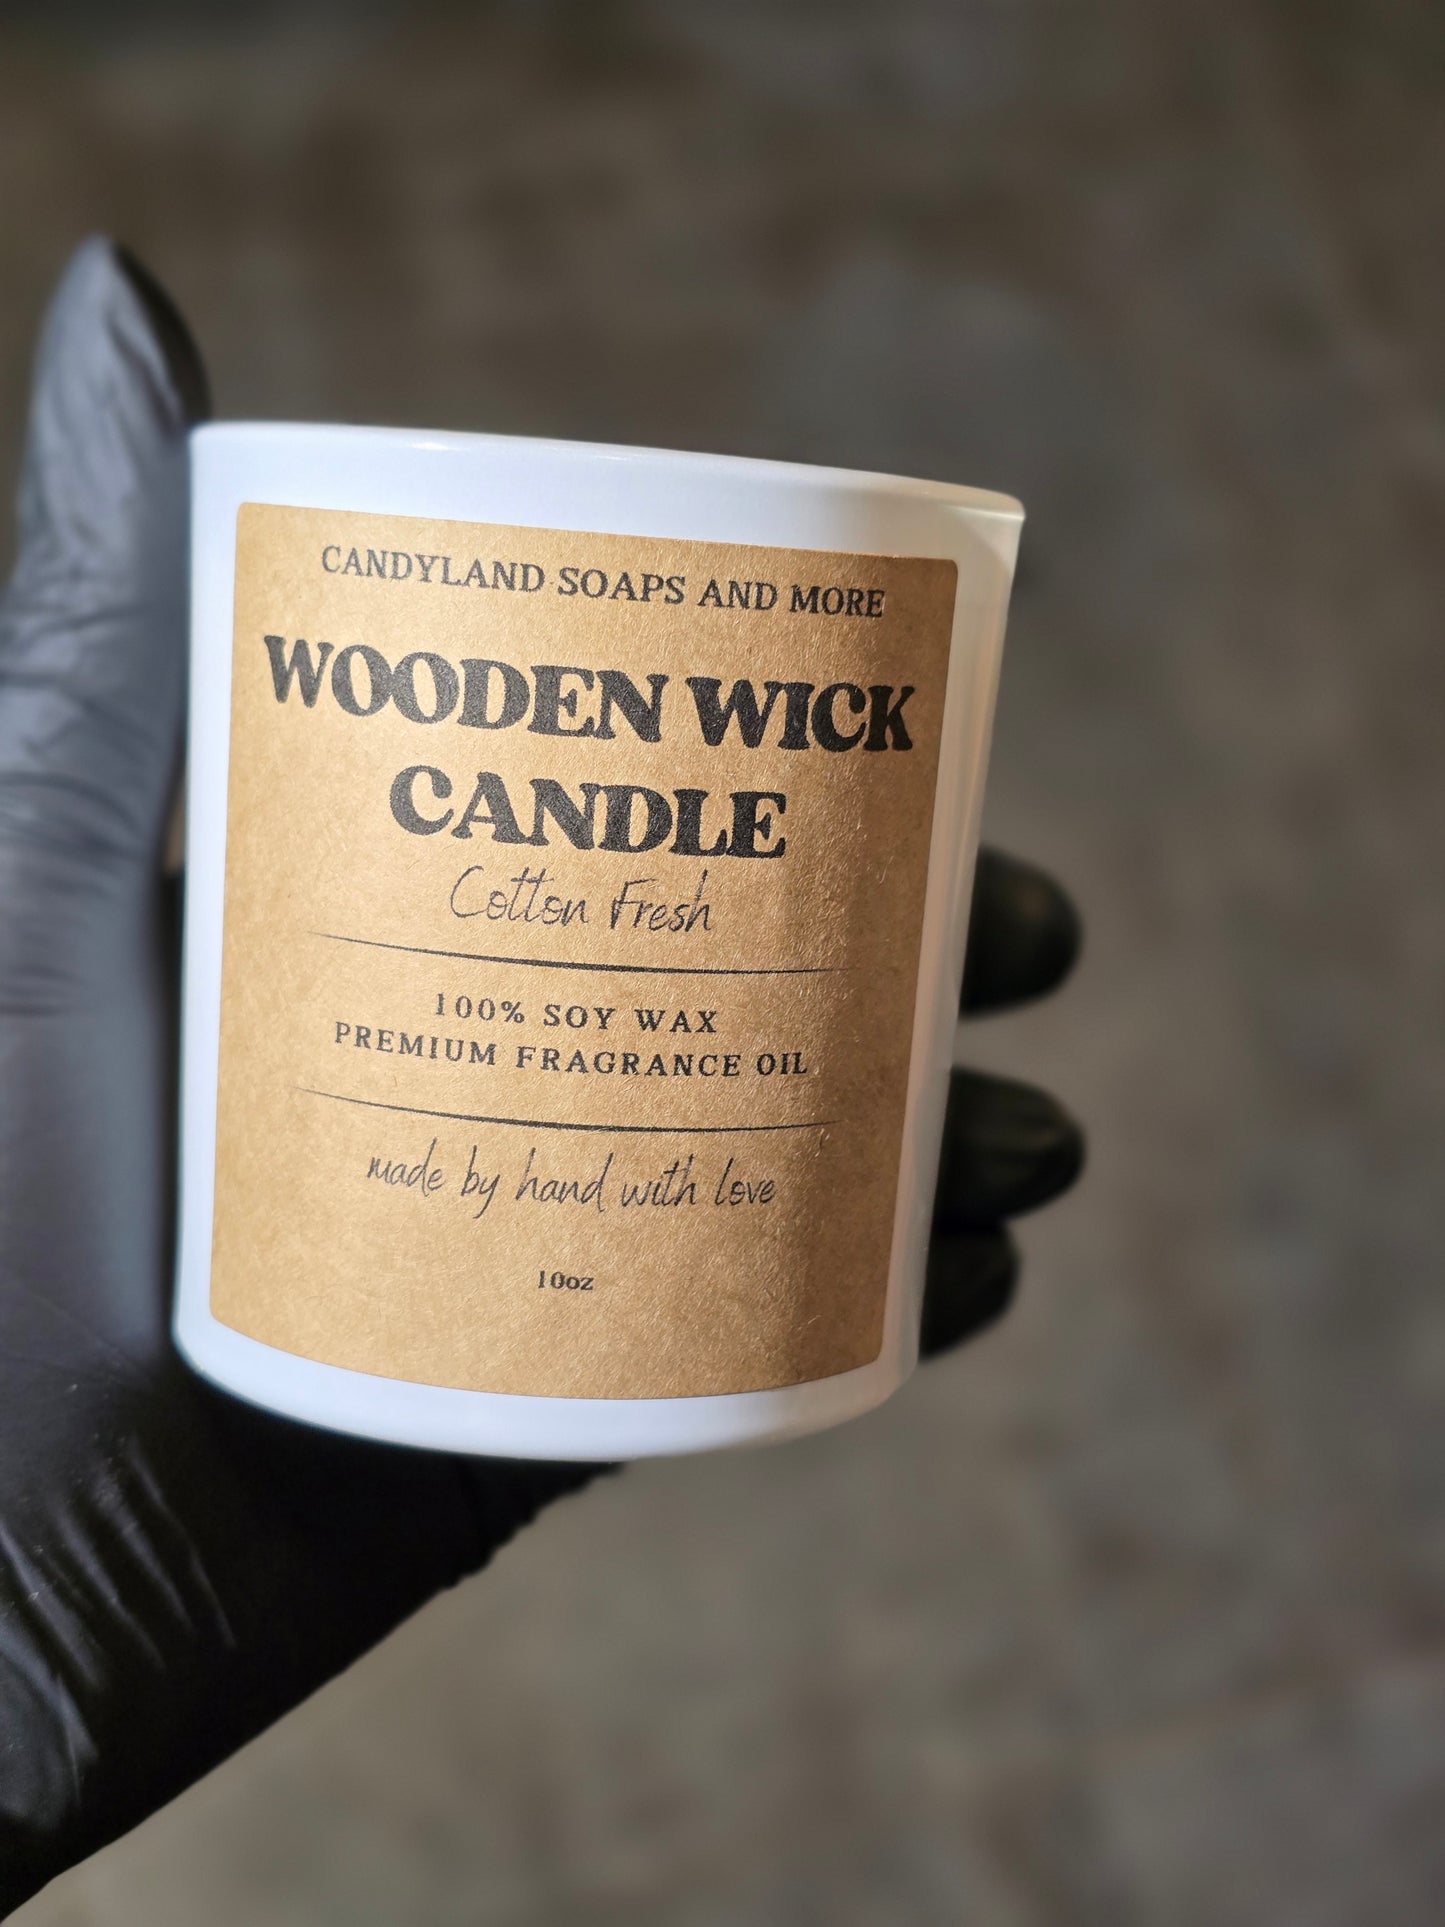 CANDYLAND SOAPS AND MORE
WOODEN WICK
CANDLE
Cotton Fresh
100% SOY WAX
PREMIUM FRAGRANCE OIL
made by hand with love
10oz